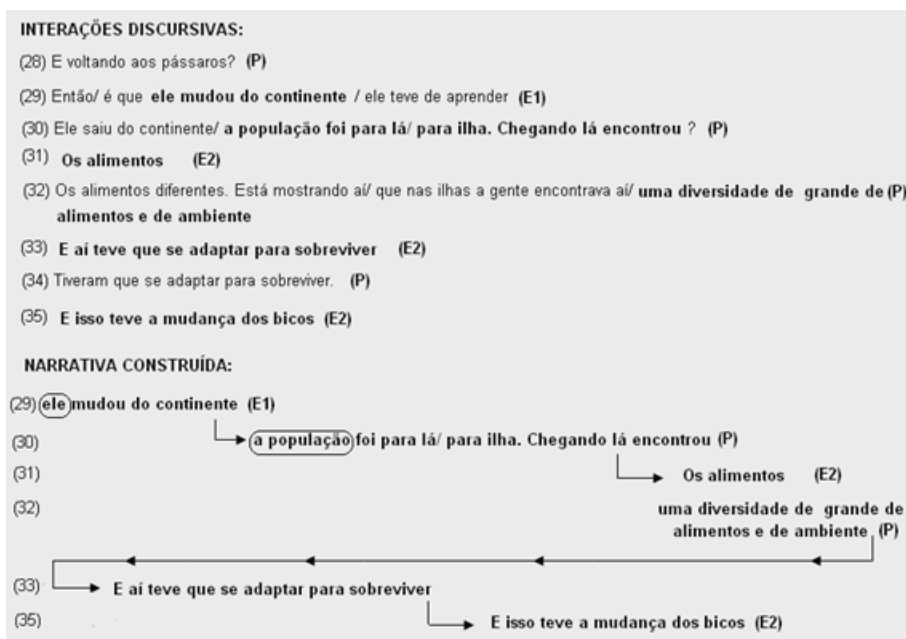 INTERAÇÕES DISCURSIVAS:
(28) E voltando aos pássaros? (P)
(29) Então/ é que ele mudou do continente / ele teve de aprender (E1)
(30) Ele saiu do continente/ a população foi para lá/ para ilha. Chegando lá encontrou ? (P)
(31) Os alimentos (E2)
(32) Os alimentos diferentes. Está mostrando aí/ que nas ilhas a gente encontrava aí/ uma diversidade de grande de (P)
alimentos e de ambiente
(33) E aí teve que se adaptar para sobreviver (E2)
(34) Tiveram que se adaptar para sobreviver. (P)
(35) E isso teve a mudança dos bicos (E2)
NARRATIVA CONSTRUÍDA:
(29) ele mudou do continente (E1)
(30) a população foi para lá/ para ilha. Chegando lá encontrou (P)
(31) Os alimentos (E2)
(32) uma diversidade de grande de
alimentos e de ambiente (P)
(33) E aí teve que se adaptar para sobreviver
(35) E isso teve a mudança dos bicos (E2)